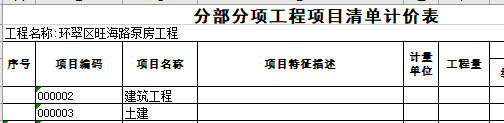 分部分项工程项目清单计价表
工程名称:环翠区旺海路泵房工程
序号 项目编码 项目名称 项目特征描述 计量单位 工程量
000002 建筑工程
000003 土建